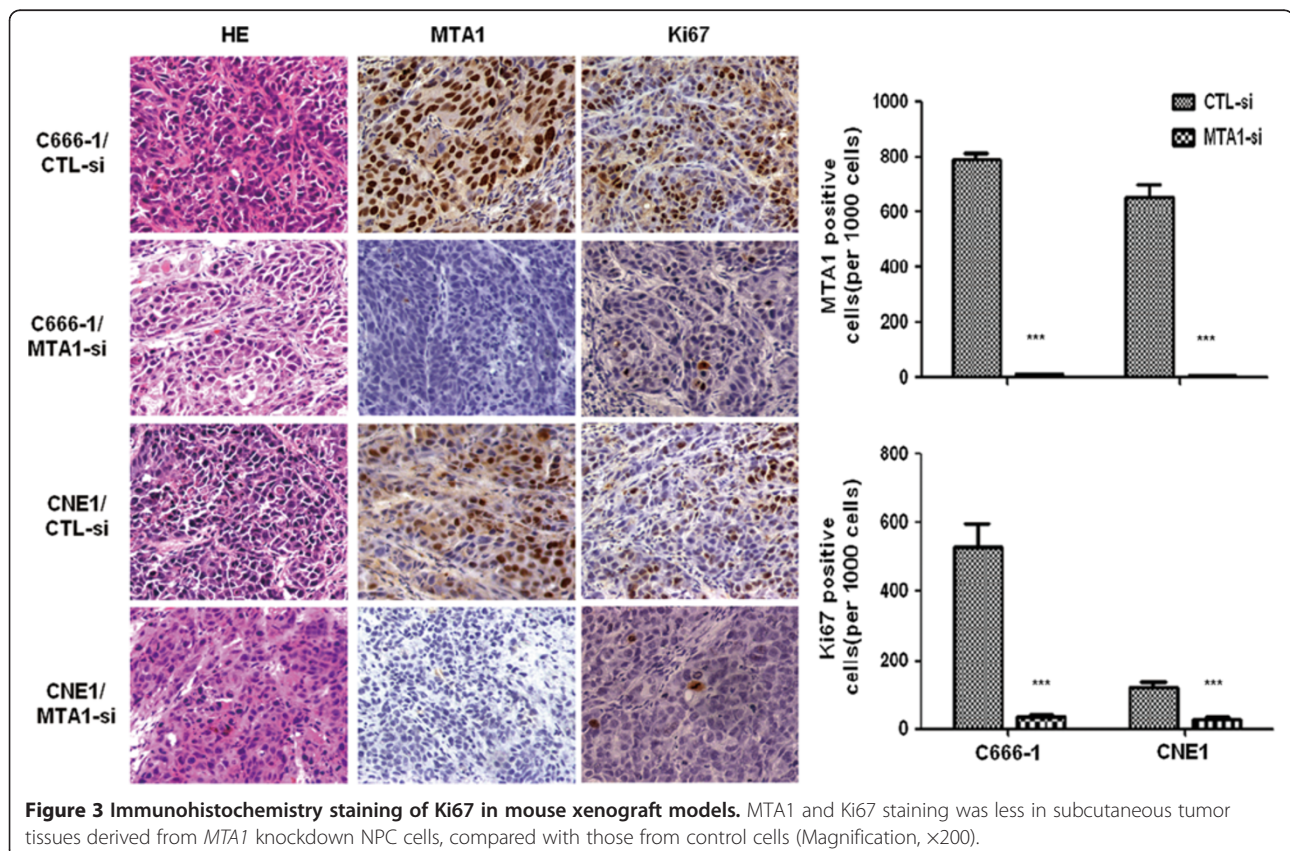 HE MTA1 Ki67
C666-1/
CTL-si
C666-1/
MTA1-si
CNE1/
CTL-si
CNE1/
MTA1-si
MTA1 positive
cells(per 1000 cells)
1000
800
600
400
200
0
CTL-si
MTA1-si
***
***
Ki67 positive
cells(per 1000 cells)
800
600
400
200
0
***
***
C666-1 CNE1
Figure 3 Immunohistochemistry staining of Ki67 in mouse xenograft models. MTA1 and Ki67 staining was less in subcutaneous tumor
tissues derived from MTA1 knockdown NPC cells, compared with those from control cells (Magnification, ×200).